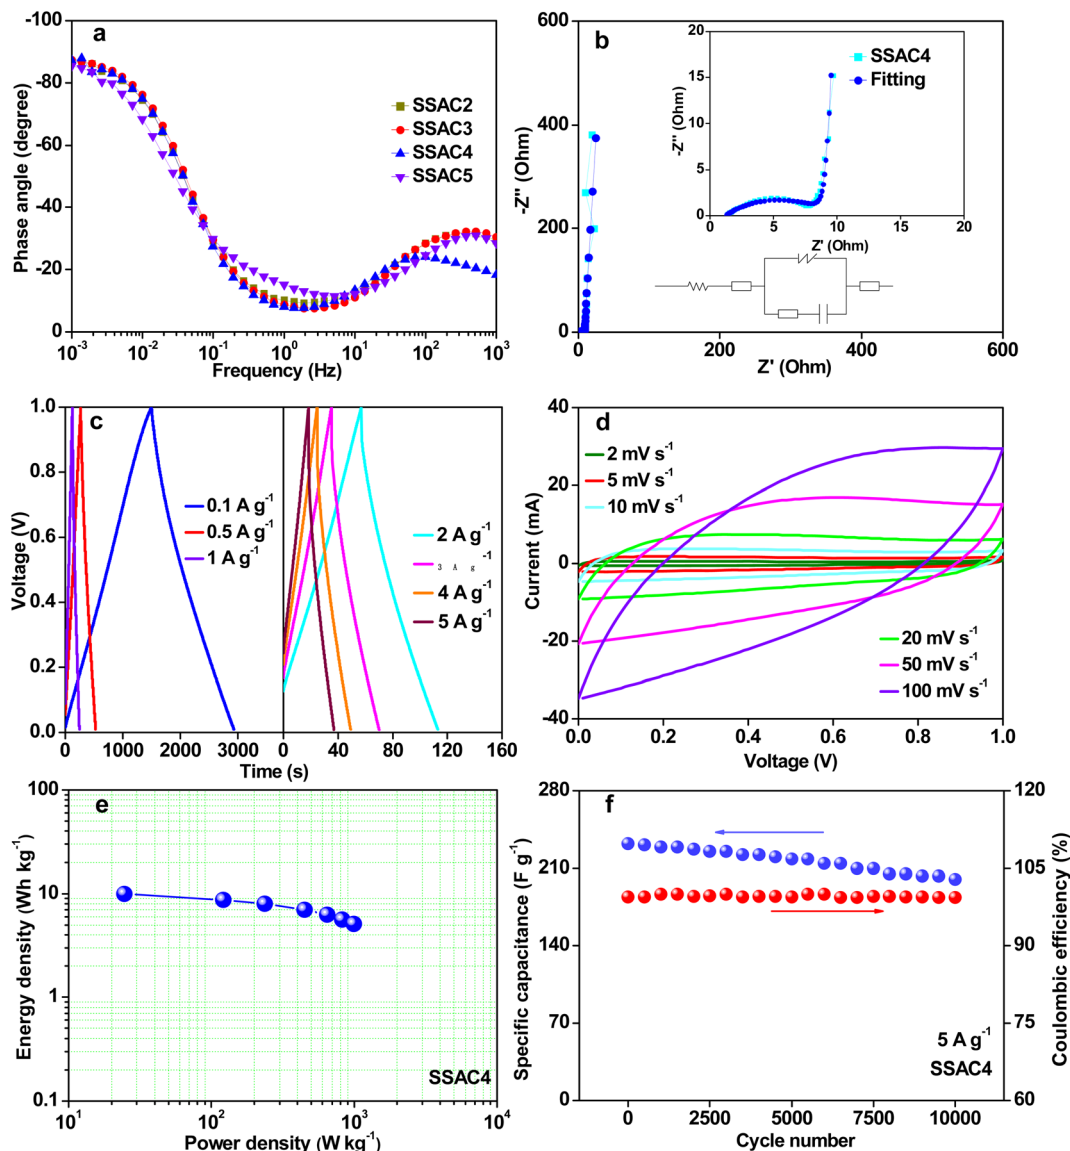 a
-100
-80
-60
-40
-20
0
Phase angle (degree)
SSAC2
SSAC3
SSAC4
SSAC5
10⁻³ 10⁻² 10⁻¹ 10⁰ 10¹ 10² 10³
Frequency (Hz)
b
600
400
200
0
-Z'' (Ohm)
0 200 400 600
Z' (Ohm)
SSAC4
Fitting
20
15
10
5
0
-Z'' (Ohm)
0 5 10 15 20
Z' (Ohm)
c
1.0
0.8
0.6
0.4
0.2
0.0
Voltage (V)
0.1 A g⁻¹
0.5 A g⁻¹
1 A g⁻¹
2 A g⁻¹
3 A g⁻¹
4 A g⁻¹
5 A g⁻¹
0 1000 2000 3000 0 40 80 120 160
Time (s)
d
40
20
0
-20
-40
Current (mA)
2 mV s⁻¹
5 mV s⁻¹
10 mV s⁻¹
20 mV s⁻¹
50 mV s⁻¹
100 mV s⁻¹
0.0 0.2 0.4 0.6 0.8 1.0
Voltage (V)
e
100
10
1
0.1
Energy density (Wh kg⁻¹)
SSAC4
10¹ 10² 10³ 10⁴
Power density (W kg⁻¹)
f
280
210
140
70
0
Specific capacitance (F g⁻¹)
120
105
90
75
60
Coulombic efficiency (%)
5 A g⁻¹
SSAC4
0 2500 5000 7500 10000
Cycle number